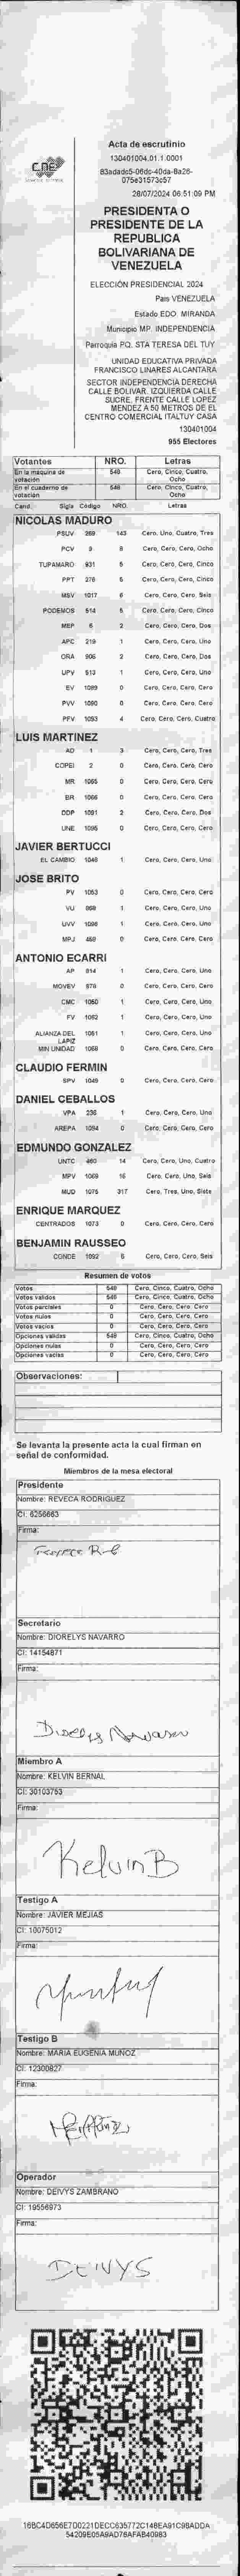 Acta de escrutinio
130401004.01.1.0001
83adadc5-06dc-40da-8a26-
075e31573c57
28/07/2024 06:51:09 PM
PRESIDENTA O
PRESIDENTE DE LA
REPUBLICA
BOLIVARIANA DE
VENEZUELA
ELECCIÓN PRESIDENCIAL 2024
País VENEZUELA
Estado EDO. MIRANDA
Municipio MP. INDEPENDENCIA
Parroquia PQ. STA TERESA DEL TUY
UNIDAD EDUCATIVA PRIVADA
FRANCISCO LINARES ALCANTARA
SECTOR INDEPENDENCIA DERECHA
CALLE BOLIVAR. IZQUIERDA CALLE
SUCRE. FRENTE CALLE LOPEZ
MENDEZ A 50 METROS DE EL
CENTRO COMERCIAL ITALTUY CASA
130401004
955 Electores
CNE
Votantes NRO. Letras
En la maquina de votación 548 Cero, Cinco, Cuatro, Ocho
En el cuaderno de votación 548 Cero, Cinco, Cuatro, Ocho
Cand. Sigla Código NRO. Letras
NICOLAS MADURO
PSUV 269 143 Cero, Uno, Cuatro, Tres
PCV 9 8 Cero, Cero, Cero, Ocho
TUPAMARO 931 5 Cero, Cero, Cero, Cinco
PPT 276 5 Cero, Cero, Cero, Cinco
MSV 1017 6 Cero, Cero, Cero, Seis
PODEMOS 514 5 Cero, Cero, Cero, Cinco
MEP 6 2 Cero, Cero, Cero, Dos
APC 219 1 Cero, Cero, Cero, Uno
ORA 906 2 Cero, Cero, Cero, Dos
UPV 513 1 Cero, Cero, Cero, Uno
EV 1089 0 Cero, Cero, Cero, Cero
PVV 1090 0 Cero, Cero, Cero, Cero
PFV 1093 4 Cero, Cero, Cero, Cuatro
LUIS MARTINEZ
AD 1 3 Cero, Cero, Cero, Tres
COPEI 2 0 Cero, Cero, Cero, Cero
MR 1065 0 Cero, Cero, Cero, Cero
BR 1066 0 Cero, Cero, Cero, Cero
DDP 1091 2 Cero, Cero, Cero, Dos
UNE 1095 0 Cero, Cero, Cero, Cero
JAVIER BERTUCCI
EL CAMBIO 1048 1 Cero, Cero, Cero, Uno
JOSE BRITO
PV 1053 0 Cero, Cero, Cero, Cero
VU 968 1 Cero, Cero, Cero, Uno
UVV 1096 1 Cero, Cero, Cero, Uno
MPJ 458 0 Cero, Cero, Cero, Cero
ANTONIO ECARRI
AP 914 1 Cero, Cero, Cero, Uno
MOVEV 976 0 Cero, Cero, Cero, Cero
CMC 1050 1 Cero, Cero, Cero, Uno
FV 1052 1 Cero, Cero, Cero, Uno
ALIANZA DEL LAPIZ 1061 1 Cero, Cero, Cero, Uno
MIN UNIDAD 1068 0 Cero, Cero, Cero, Cero
CLAUDIO FERMIN
SPV 1049 0 Cero, Cero, Cero, Cero
DANIEL CEBALLOS
VPA 236 1 Cero, Cero, Cero, Uno
AREPA 1094 0 Cero, Cero, Cero, Cero
EDMUNDO GONZALEZ
UNTC 460 14 Cero, Cero, Uno, Cuatro
MPV 1069 16 Cero, Cero, Uno, Seis
MUD 1075 317 Cero, Tres, Uno, Siete
ENRIQUE MARQUEZ
CENTRADOS 1073 0 Cero, Cero, Cero, Cero
BENJAMIN RAUSSEO
CONDE 1092 6 Cero, Cero, Cero, Seis
Resumen de votos
Votos 548 Cero, Cinco, Cuatro, Ocho
Votos validos 548 Cero, Cinco, Cuatro, Ocho
Votos parciales 0 Cero, Cero, Cero, Cero
Votos nulos 0 Cero, Cero, Cero, Cero
Votos vacios 0 Cero, Cero, Cero, Cero
Opciones validas 548 Cero, Cinco, Cuatro, Ocho
Opciones nulas 0 Cero, Cero, Cero, Cero
Opciones vacias 0 Cero, Cero, Cero, Cero
Observaciones:
Se levanta la presente acta la cual firman en
señal de conformidad.
Miembros de la mesa electoral
Presidente
Nombre: REVECA RODRIGUEZ
CI: 6256663
Firma:
Secretario
Nombre: DIORELYS NAVARRO
CI: 14154871
Firma:
Diorelys Navarro
Miembro A
Nombre: KELVIN BERNAL
CI: 30103753
Firma:
Kelvin B
Testigo A
Nombre: JAVIER MEJIAS
CI: 10075012
Firma:
Testigo B
Nombre: MARIA EUGENIA MUÑOZ
CI: 12300827
Firma:
Operador
Nombre: DEIVYS ZAMBRANO
CI: 19556973
Firma:
DEIVYS
16BC4D656E7D0221DECC635772C148EA91C98ADDA
54209E05A9AD76AFAB40983